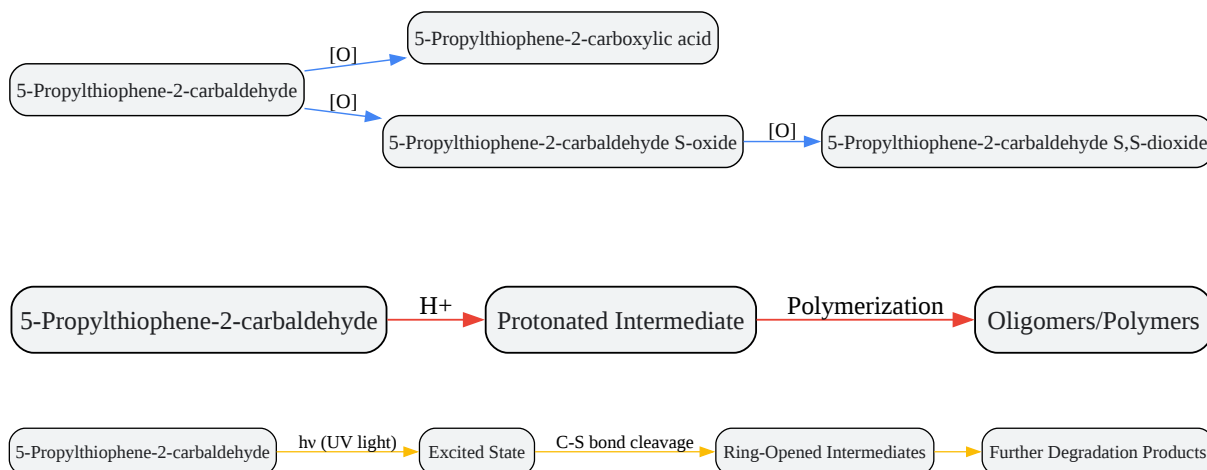 5-Propylthiophene-2-carboxylic acid
[O]
5-Propylthiophene-2-carbaldehyde
[O]
5-Propylthiophene-2-carbaldehyde S-oxide
[O]
5-Propylthiophene-2-carbaldehyde S,S-dioxide
5-Propylthiophene-2-carbaldehyde
H+
Protonated Intermediate
Polymerization
Oligomers/Polymers
5-Propylthiophene-2-carbaldehyde
hν (UV light)
Excited State
C-S bond cleavage
Ring-Opened Intermediates
Further Degradation Products